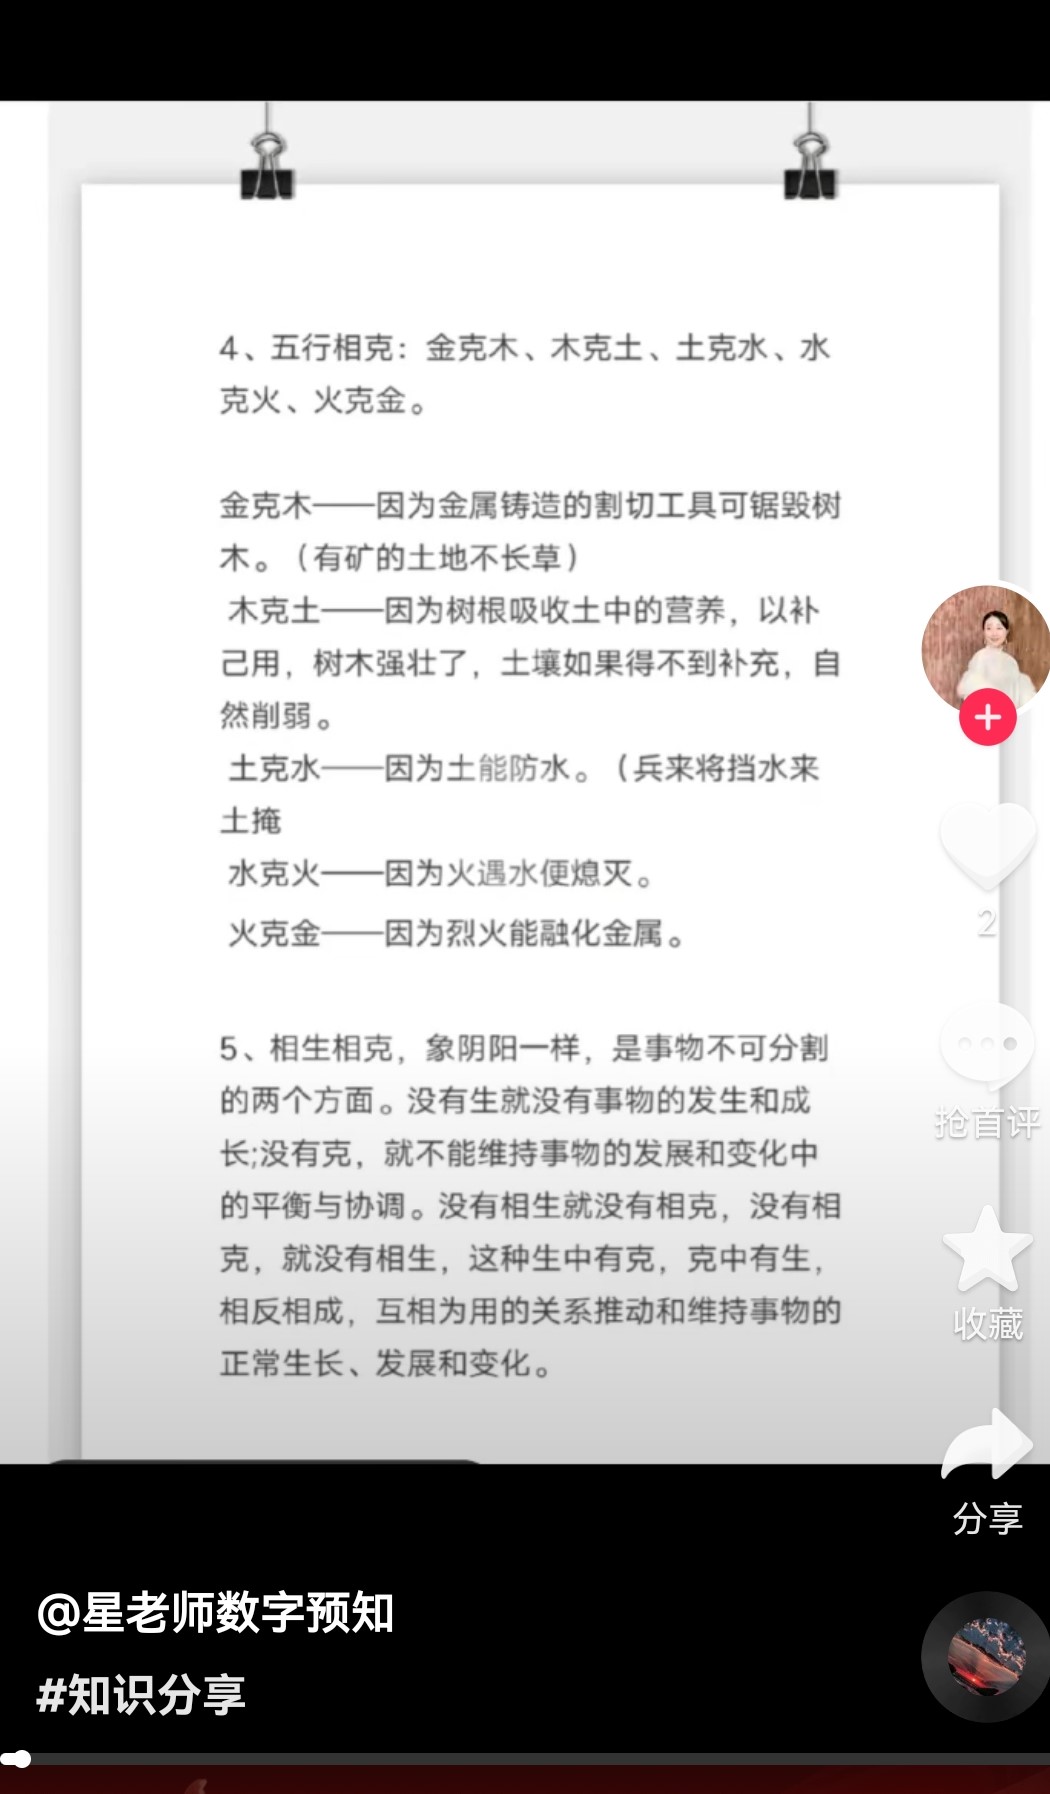 4、五行相克：金克木、木克土、土克水、水
克火、火克金。
金克木——因为金属铸造的割切工具可锯毁树
木。（有矿的土地不长草）
木克土——因为树根吸收土中的营养，以补
己用，树木强壮了，土壤如果得不到补充，自
然削弱。
土克水——因为土能防水。（兵来将挡水来
土掩
水克火——因为火遇水便熄灭。
火克金——因为烈火能融化金属。
5、相生相克，象阴阳一样，是事物不可分割
的两个方面。没有生就没有事物的发生和成
长;没有克，就不能维持事物的发展和变化中
的平衡与协调。没有相生就没有相克，没有相
克，就没有相生，这种生中有克，克中有生，
相反相成，互相为用的关系推动和维持事物的
正常生长、发展和变化。
2
抢首评
收藏
分享
@星老师数字预知
#知识分享